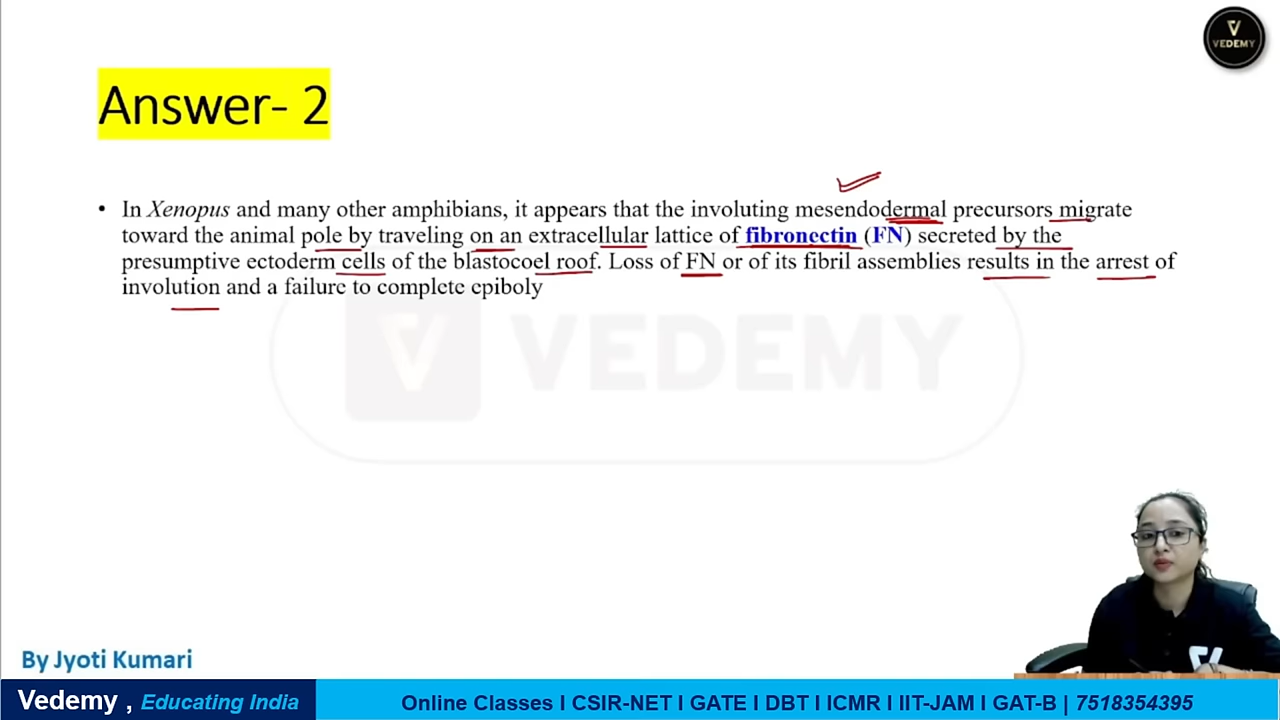 VEDEMY
Answer- 2
• In Xenopus and many other amphibians, it appears that the involuting mesendodermal precursors migrate
toward the animal pole by traveling on an extracellular lattice of fibronectin (FN) secreted by the
presumptive ectoderm cells of the blastocoel roof. Loss of FN or of its fibril assemblies results in the arrest of
involution and a failure to complete epiboly
VEDEMY
By Jyoti Kumari
Vedemy , Educating India
Online Classes I CSIR-NET I GATE I DBT I ICMR I IIT-JAM I GAT-B | 7518354395